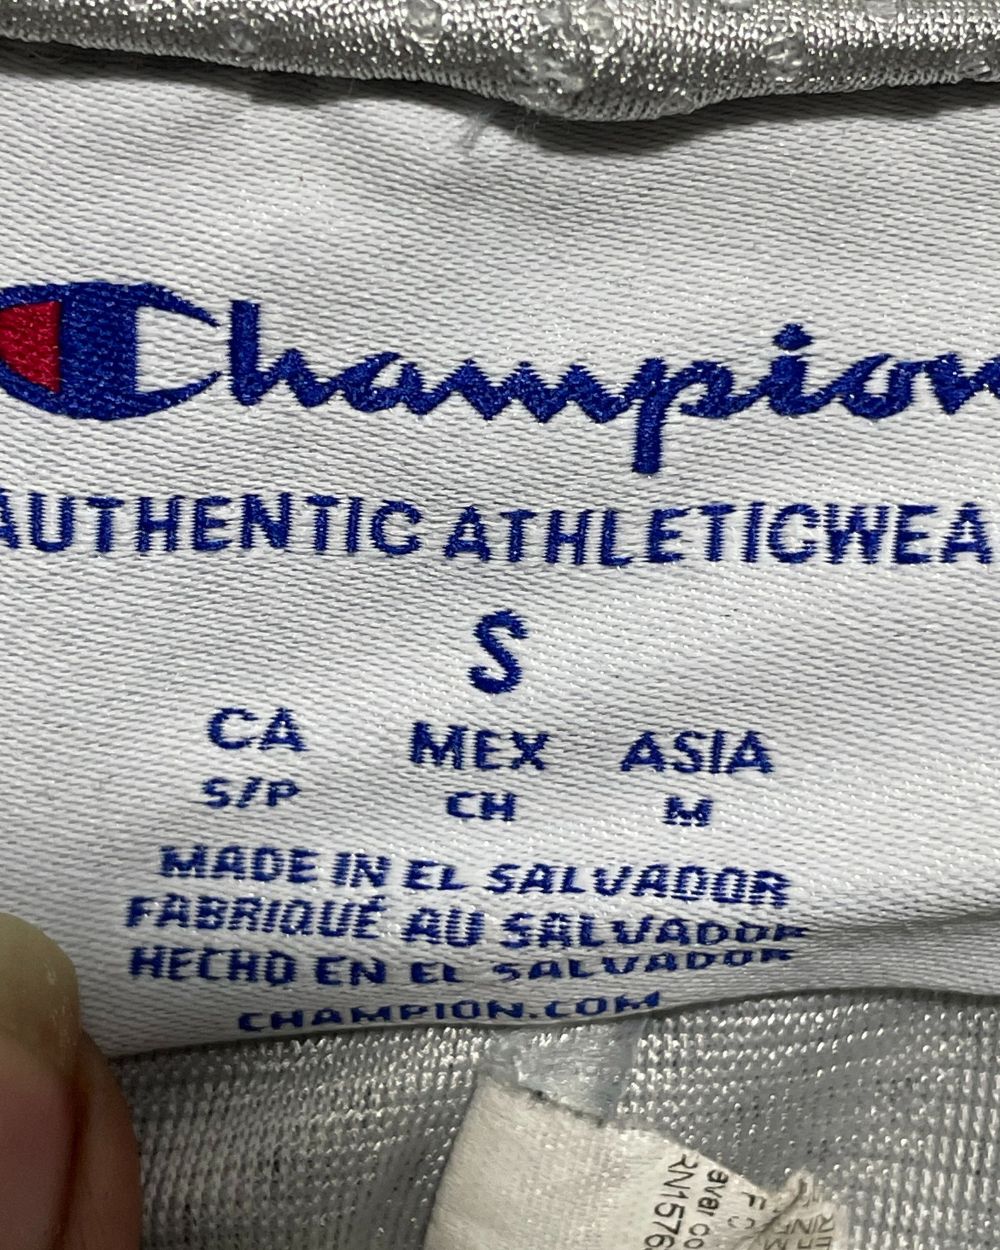 Champion
AUTHENTIC ATHLETICWEA
S
CA MEX ASIA
S/P CH M
MADE IN EL SALVADOR
FABRIQUÉ AU SALVADOR
HECHO EN EL SALVADOR
CHAMPION.COM
RN1576